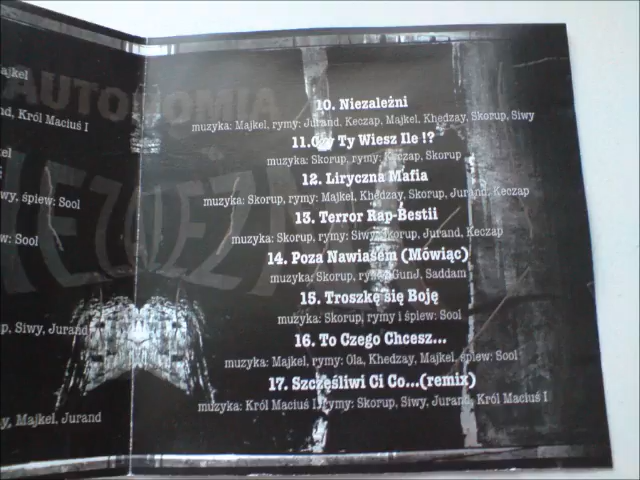 ajkel
nd, Król Maciuś I
kel
wy, śpiew: Sool
: Sool
p, Siwy, Jurand
y, Majkel, Jurand
AUTONOMIA
10. Niezależni
muzyka: Majkel, rymy: Jurand, Keczap, Majkel, Khedzay, Skorup, Siwy
11.Czy Ty Wiesz Ile !?
muzyka: Skorup, rymy: Keczap, Skorup
12. Liryczna Mafia
muzyka: Skorup, rymy: Majkel, Khedzay, Skorup, Jurand, Keczap
13. Terror Rap-Bestii
muzyka: Skorup, rymy: Siwy, Skorup, Jurand, Keczap
14. Poza Nawiasem (Mówiąc)
muzyka: Skorup, rymy: GunJ, Saddam
15. Troszkę się Boję
muzyka: Skorup, rymy i śpiew: Sool
16. To Czego Chcesz...
muzyka: Majkel, rymy: Ola, Khedzay, Majkel, śpiew: Sool
17. Szczęśliwi Ci Co...(remix)
muzyka: Król Maciuś I, rymy: Skorup, Siwy, Jurand, Król Maciuś I